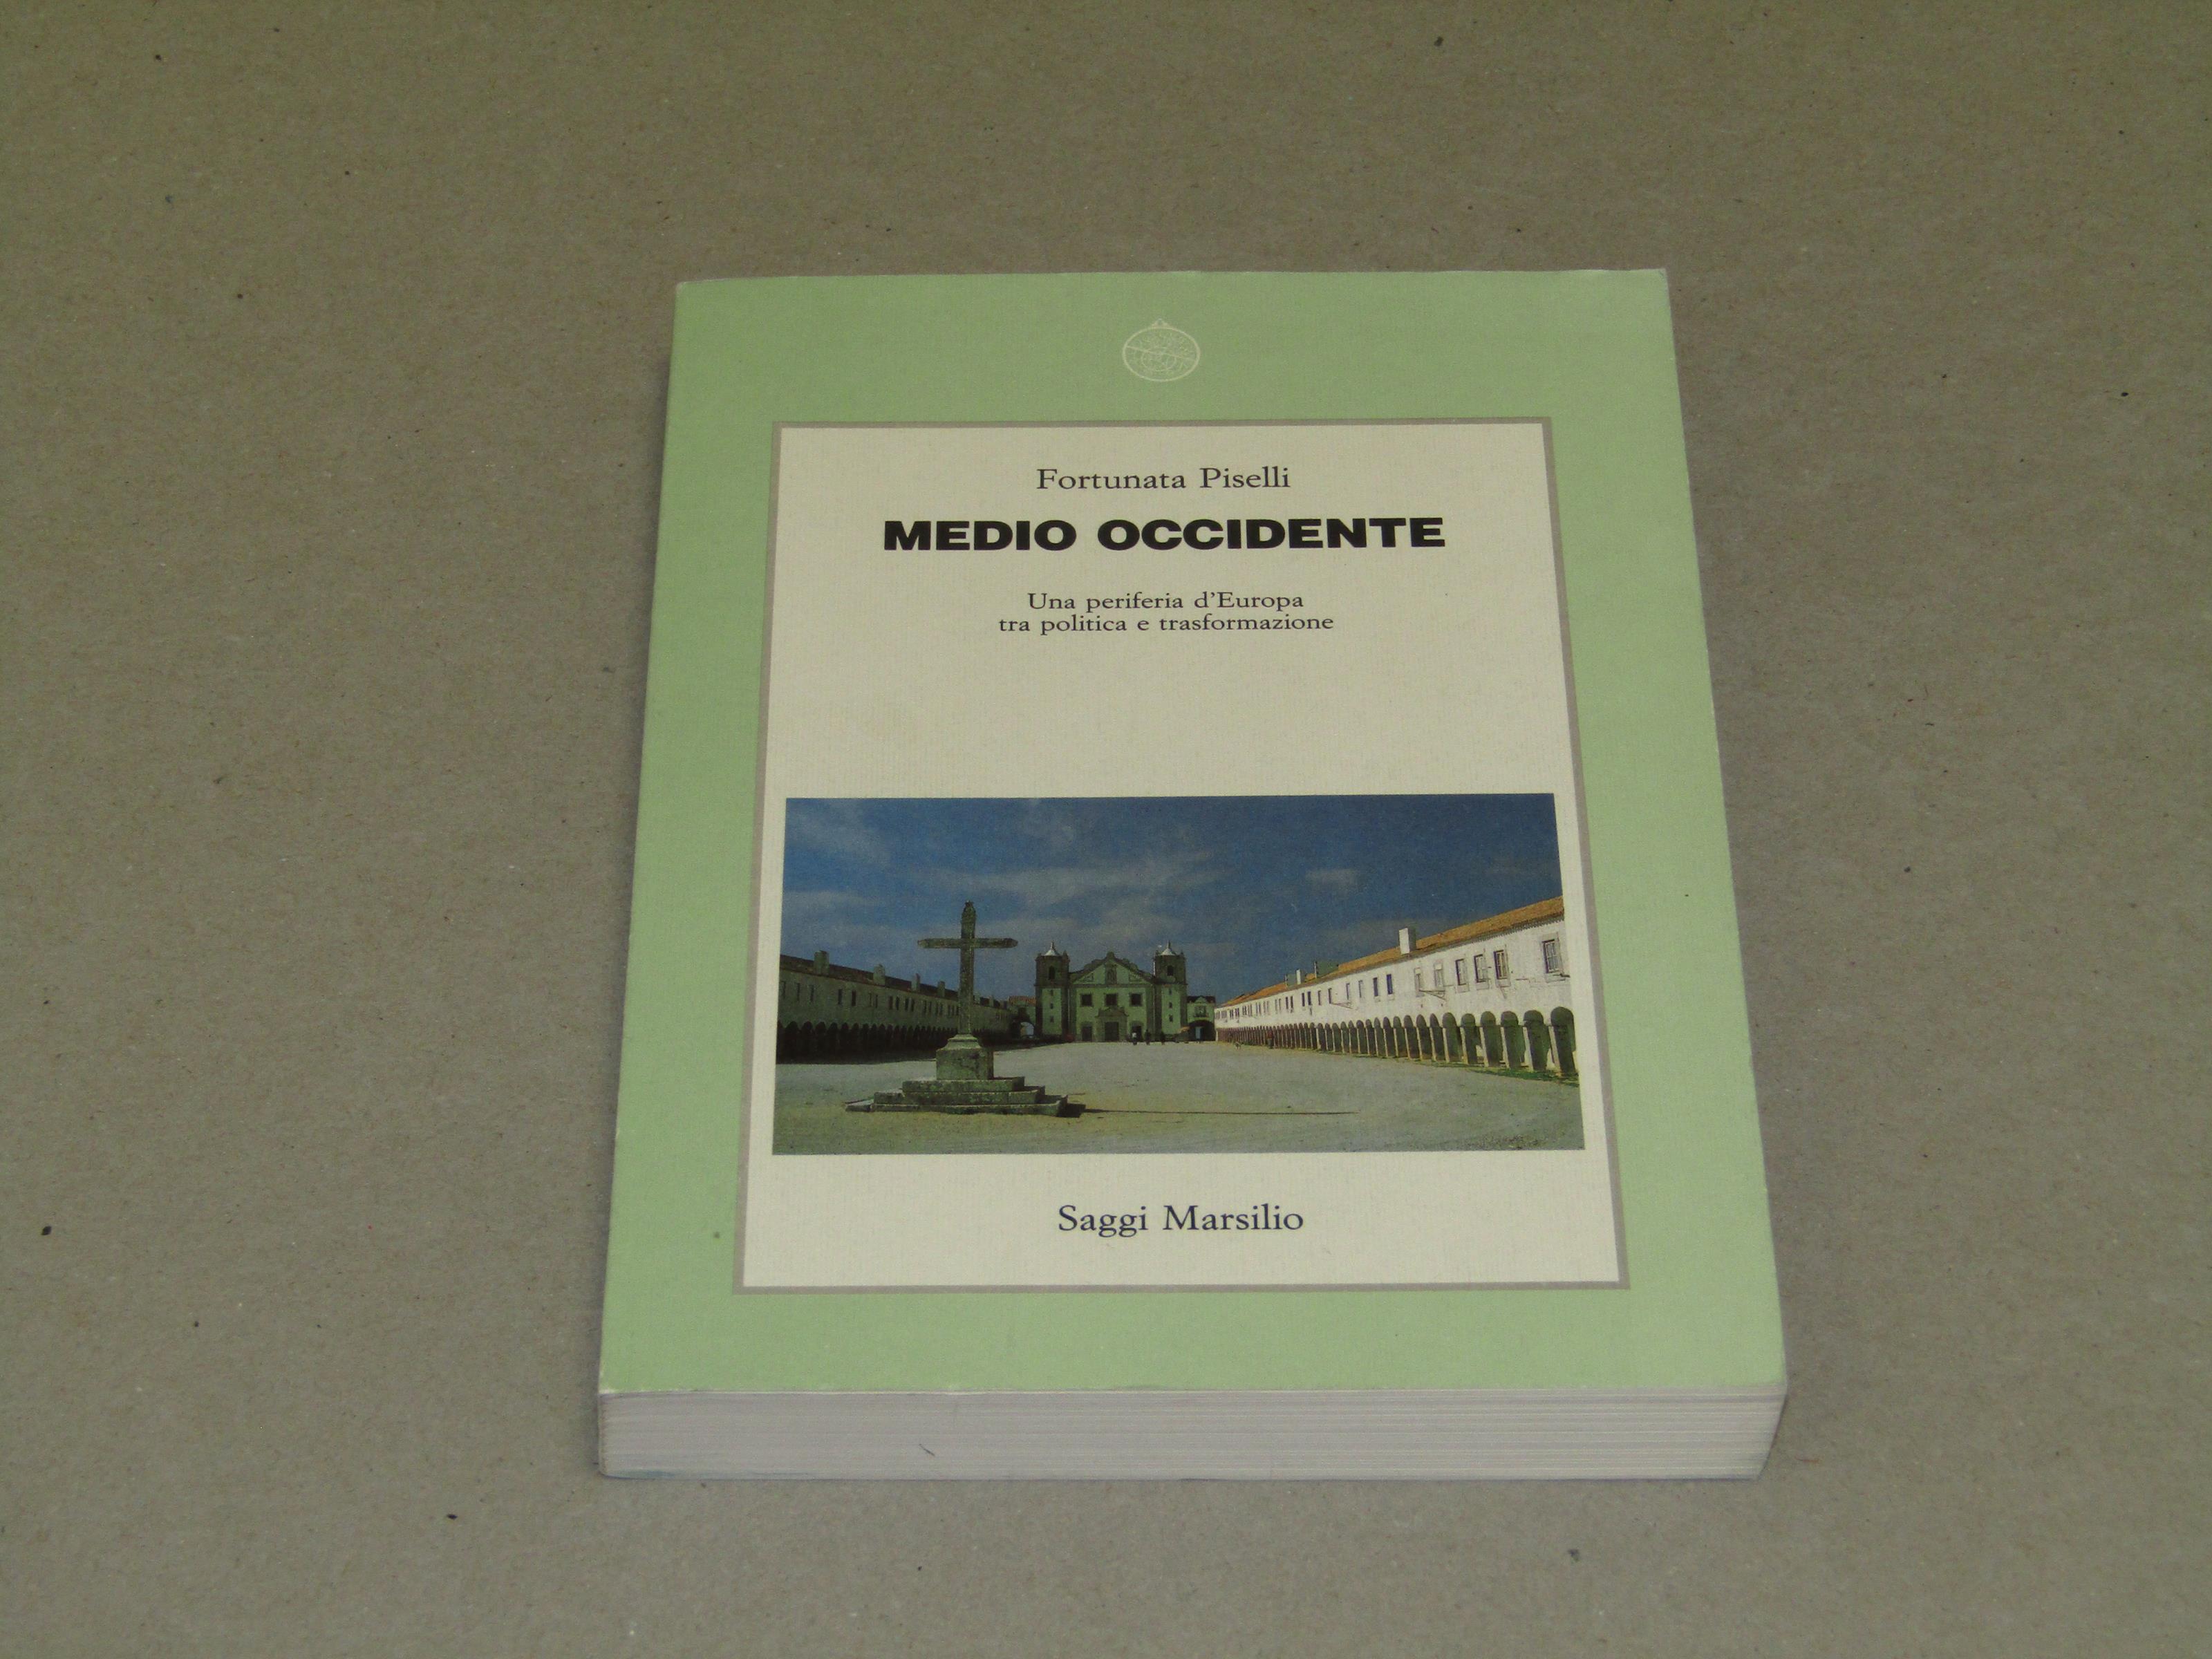 Fortunata Piselli
MEDIO OCCIDENTE
Una periferia d'Europa
tra politica e trasformazione
Saggi Marsilio